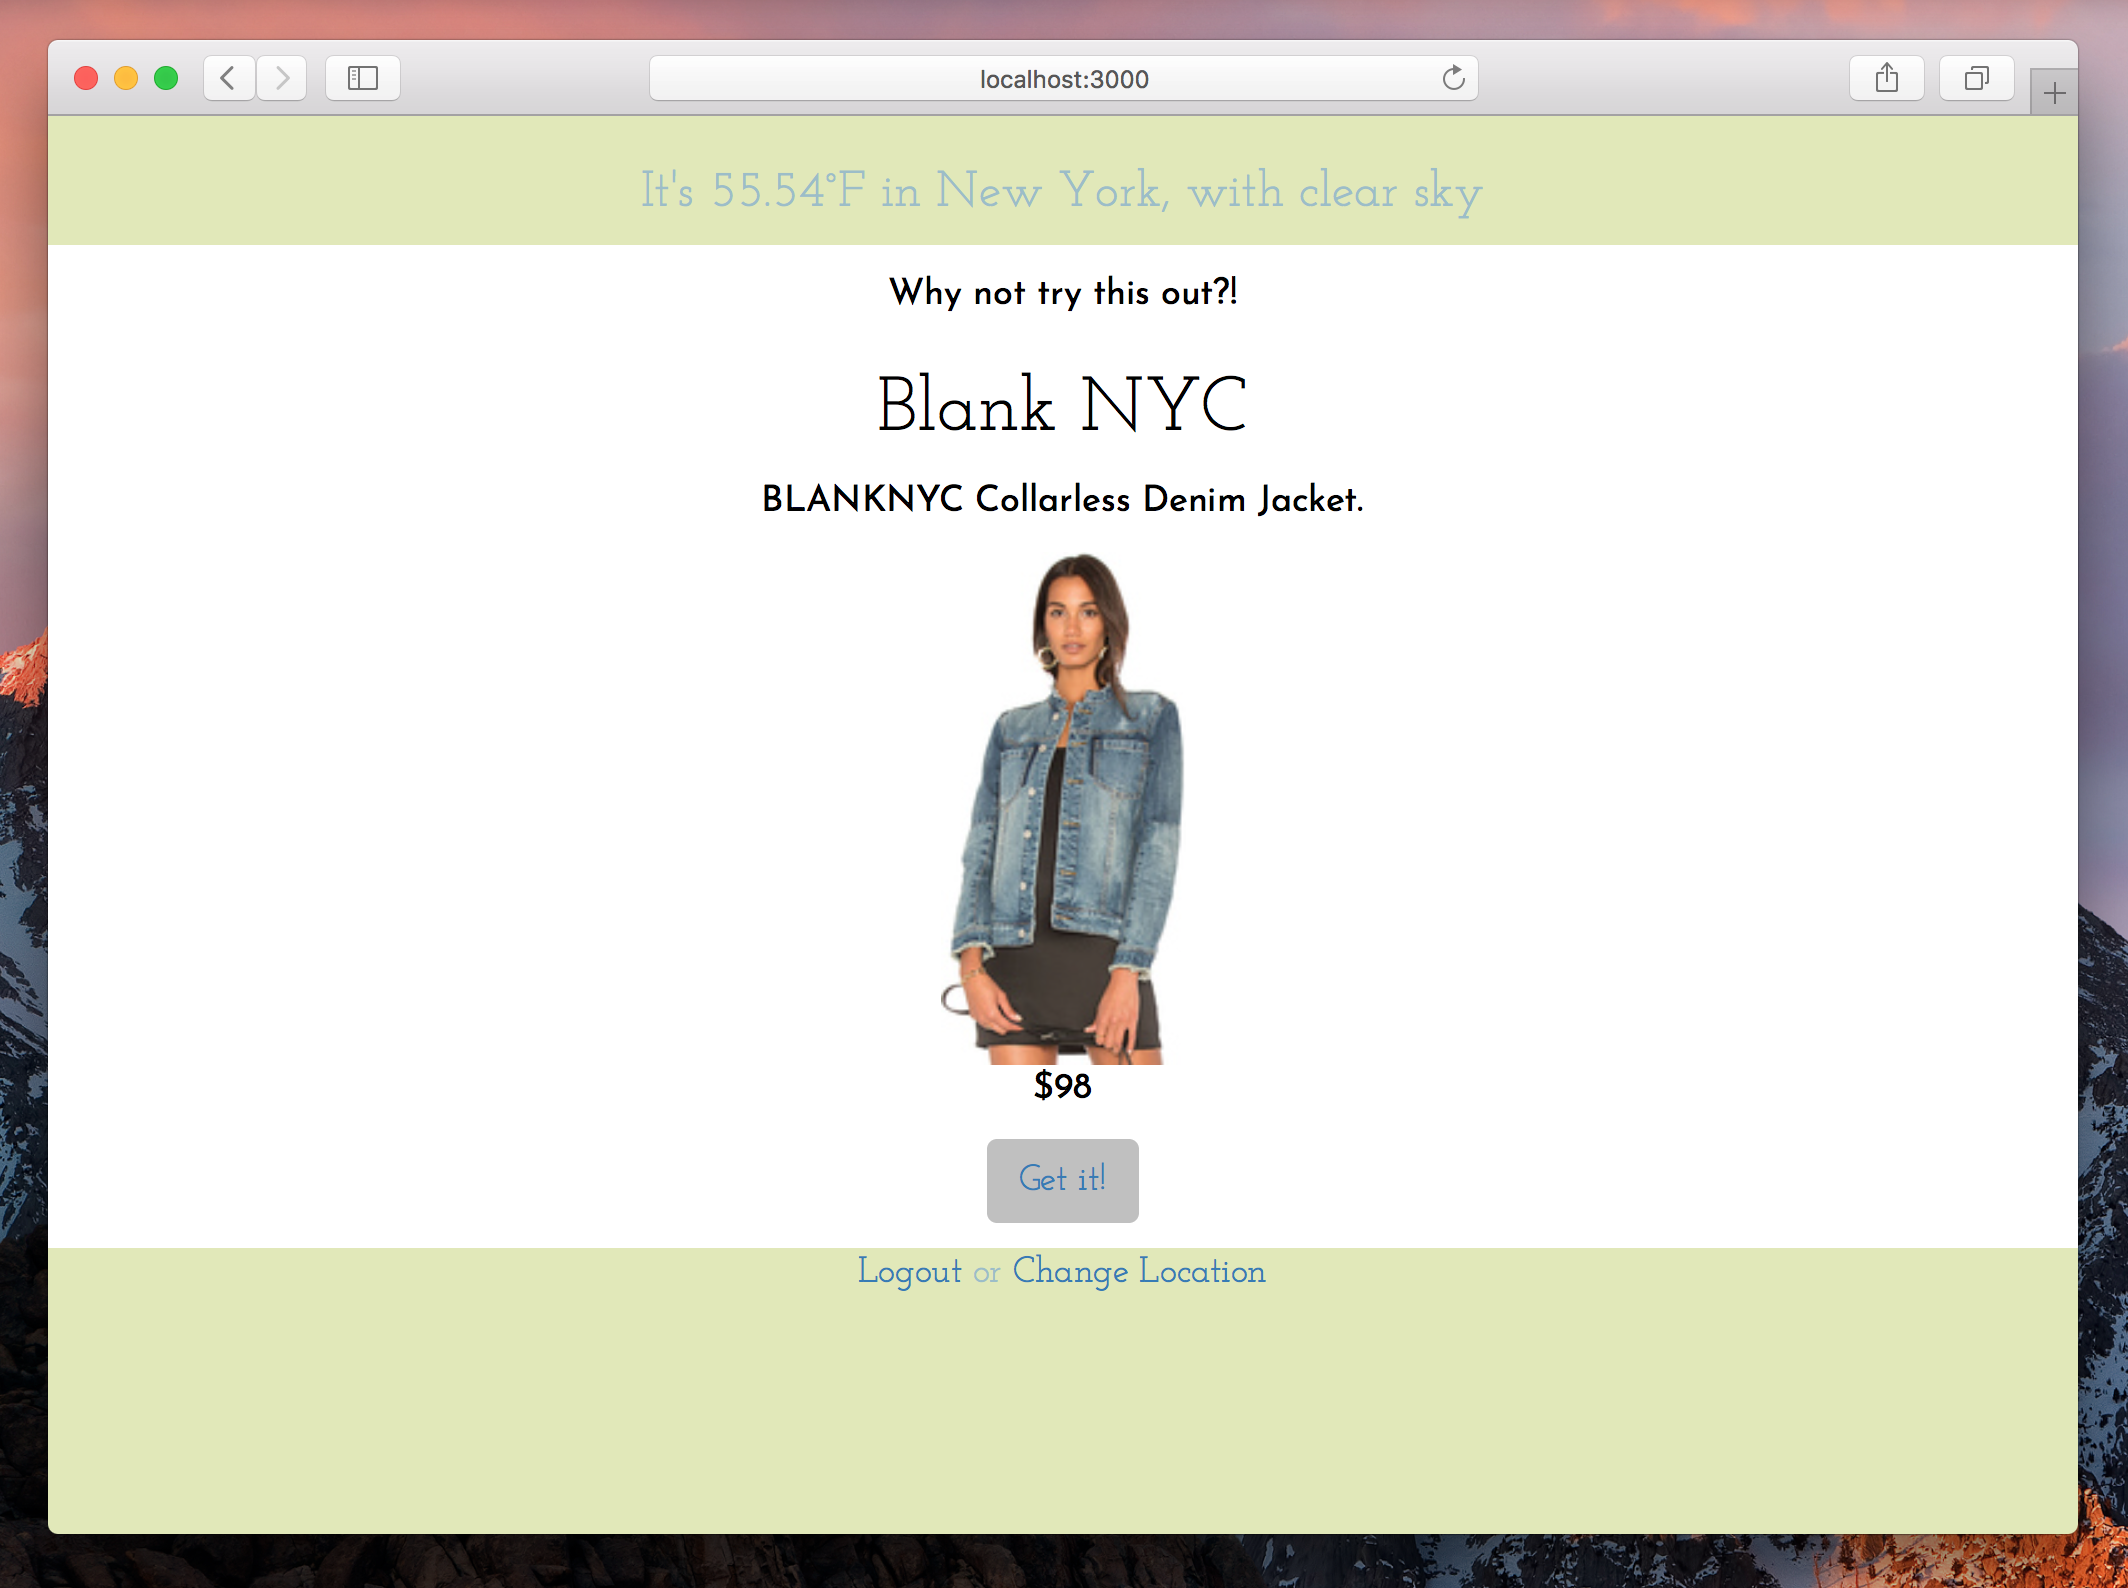 localhost:3000
It's 55.54°F in New York, with clear sky
Why not try this out?!
Blank NYC
BLANKNYC Collarless Denim Jacket.
$98
Get it!
Logout or Change Location